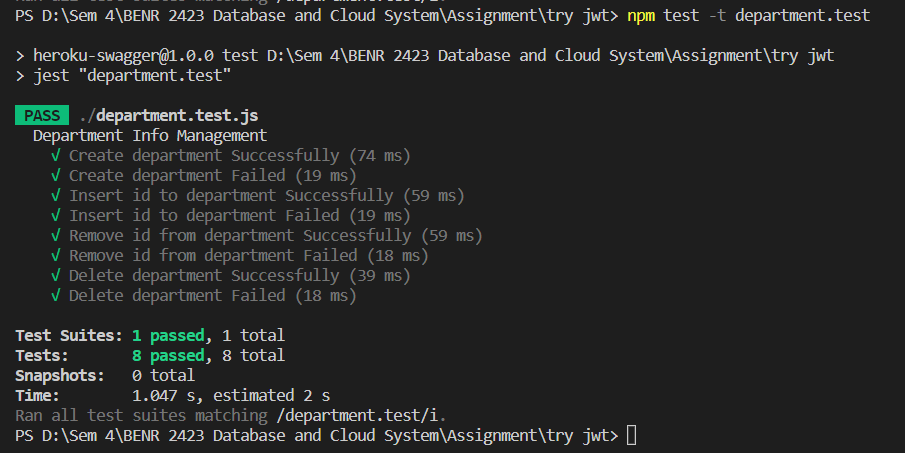 PS D:\Sem 4\BENR 2423 Database and Cloud System\Assignment\try jwt> npm test -t department.test
> heroku-swagger@1.0.0 test D:\Sem 4\BENR 2423 Database and Cloud System\Assignment\try jwt
> jest "department.test"
PASS ./department.test.js
Department Info Management
√ Create department Successfully (74 ms)
√ Create department Failed (19 ms)
√ Insert id to department Successfully (59 ms)
√ Insert id to department Failed (19 ms)
√ Remove id from department Successfully (59 ms)
√ Remove id from department Failed (18 ms)
√ Delete department Successfully (39 ms)
√ Delete department Failed (18 ms)
Test Suites: 1 passed, 1 total
Tests: 8 passed, 8 total
Snapshots: 0 total
Time: 1.047 s, estimated 2 s
Ran all test suites matching /department.test/i.
PS D:\Sem 4\BENR 2423 Database and Cloud System\Assignment\try jwt>